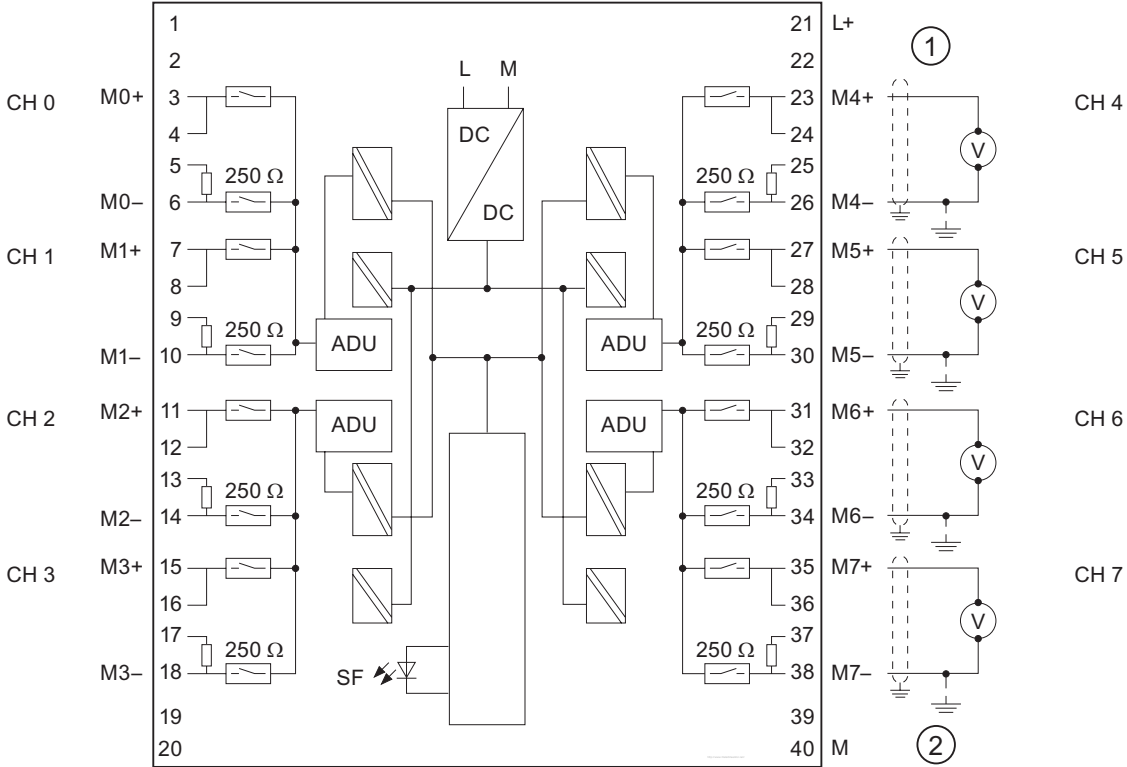 1 21 L+
2 22 ①
L M
CH 0 M0+ 3 23 M4+ CH 4
4 DC 24 V
5 250 Ω 250 Ω 25
M0– 6 DC 26 M4–
CH 1 M1+ 7 27 M5+ CH 5
8 28
9 250 Ω 250 Ω 29 V
M1– 10 ADU ADU 30 M5–
CH 2 M2+ 11 ADU ADU 31 M6+ CH 6
12 32
13 250 Ω 250 Ω 33 V
M2– 14 34 M6–
CH 3 M3+ 15 35 M7+ CH 7
16 36
17 250 Ω 250 Ω 37 V
M3– 18 SF 38 M7–
19 39
20 40 M ②